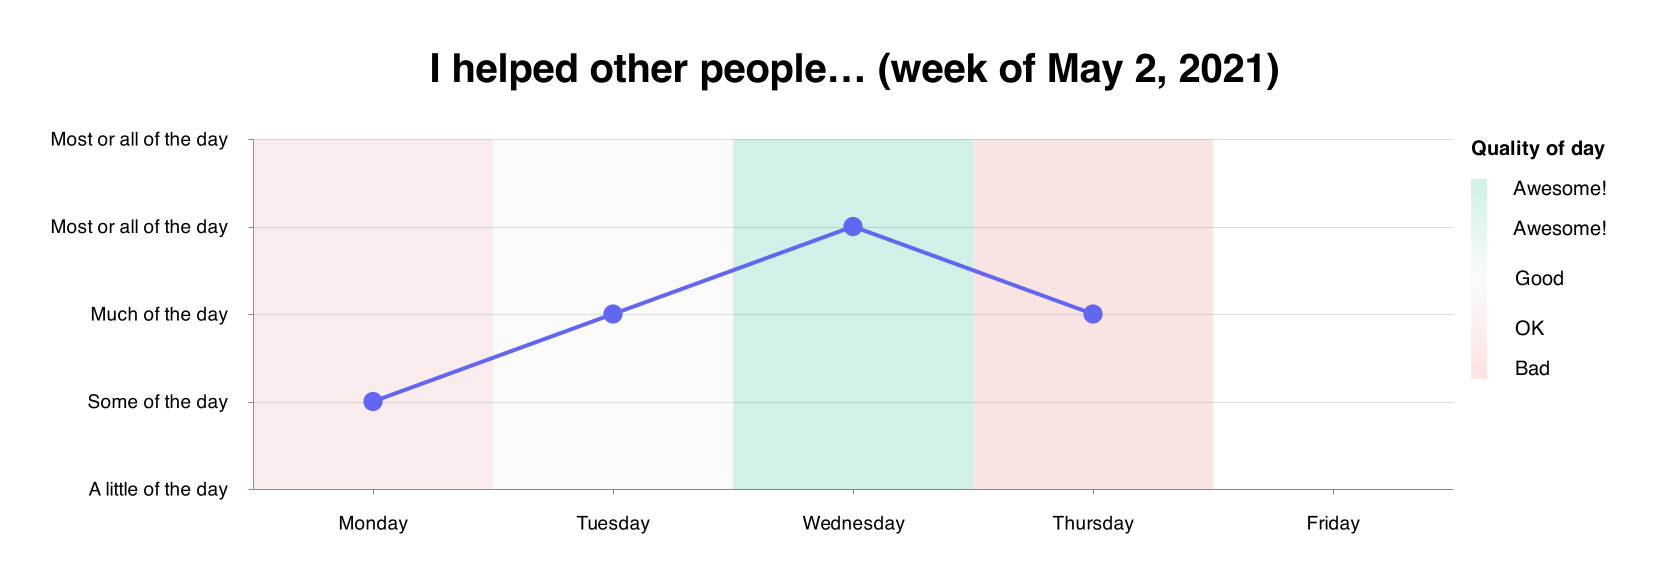 I helped other people… (week of May 2, 2021)
Most or all of the day
Most or all of the day
Much of the day
Some of the day
A little of the day
Monday
Tuesday
Wednesday
Thursday
Friday
Quality of day
Awesome!
Awesome!
Good
OK
Bad